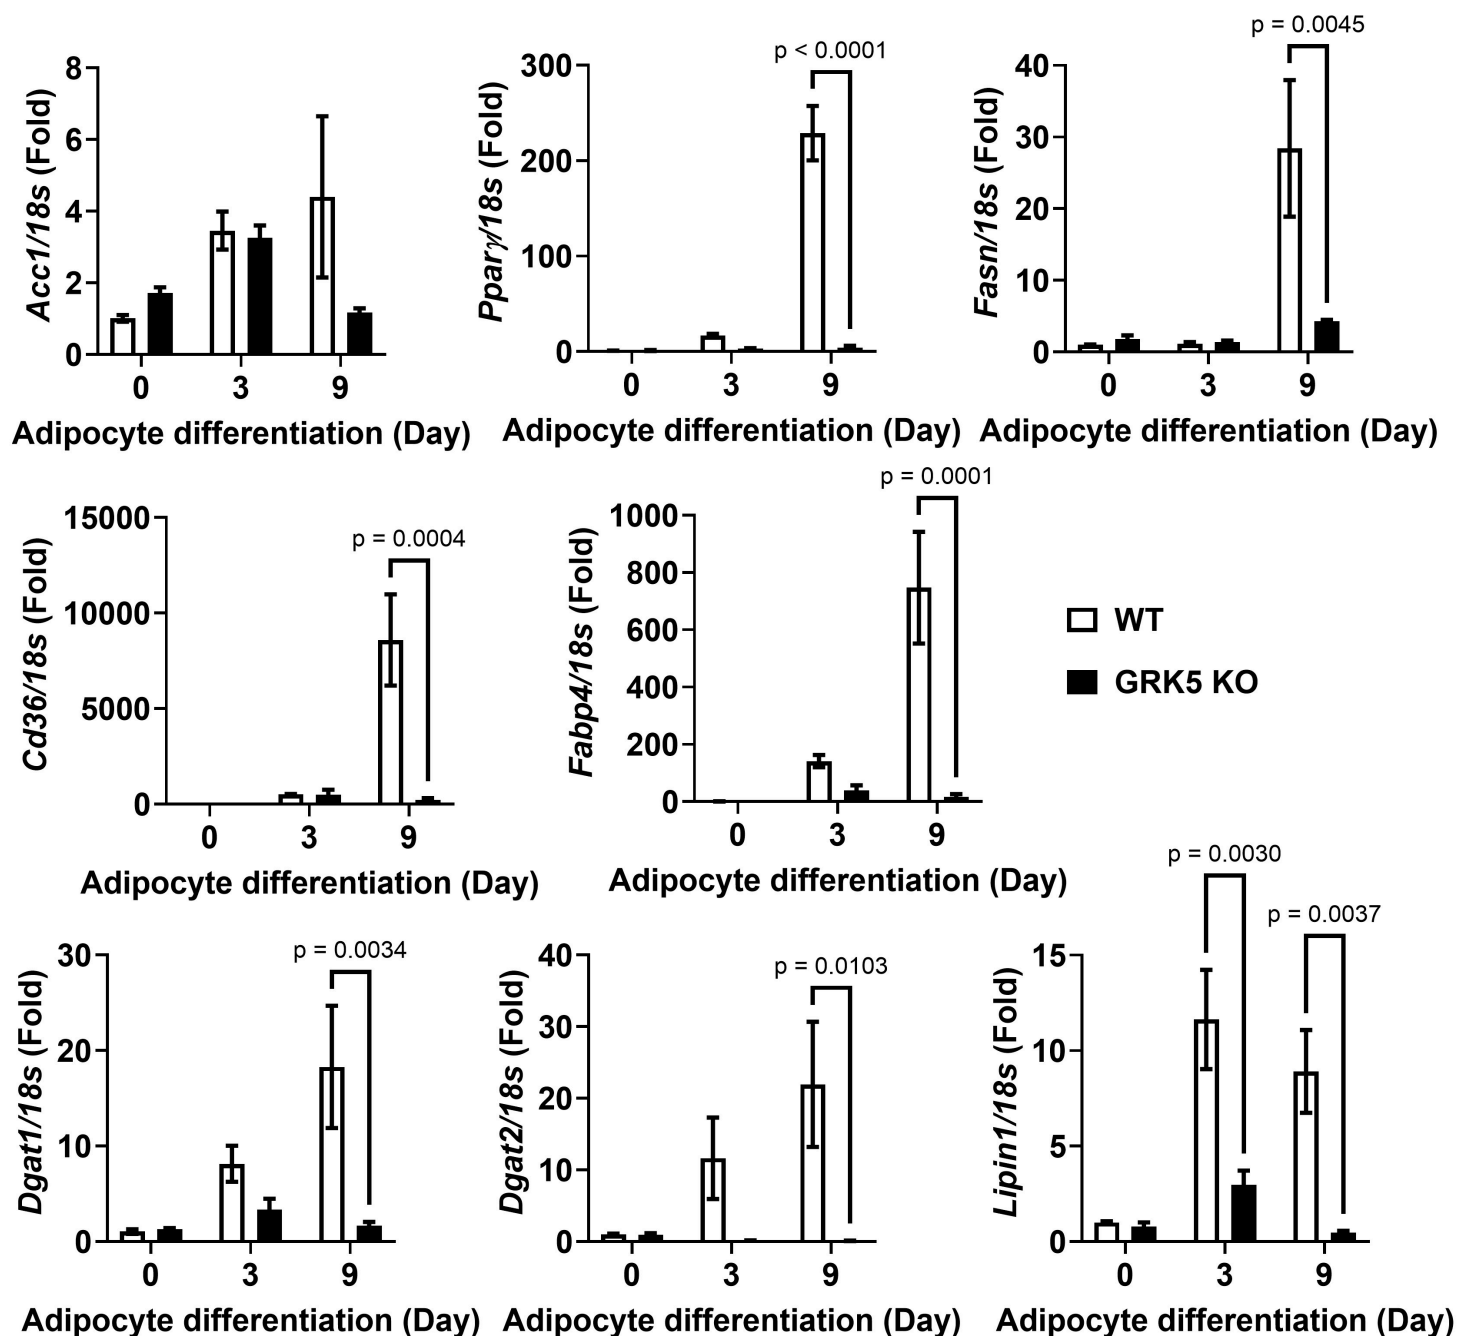 Acc1/18s (Fold)
8
6
4
2
0
0 3 9
Adipocyte differentiation (Day)
p < 0.0001
Pparγ/18s (Fold)
300
200
100
0
0 3 9
Adipocyte differentiation (Day)
p = 0.0045
Fasn/18s (Fold)
40
30
20
10
0
0 3 9
Adipocyte differentiation (Day)
p = 0.0004
Cd36/18s (Fold)
15000
10000
5000
0
0 3 9
Adipocyte differentiation (Day)
p = 0.0001
Fabp4/18s (Fold)
1000
800
600
400
200
0
0 3 9
Adipocyte differentiation (Day)
WT
GRK5 KO
p = 0.0034
Dgat1/18s (Fold)
30
20
10
0
0 3 9
Adipocyte differentiation (Day)
p = 0.0103
Dgat2/18s (Fold)
40
30
20
10
0
0 3 9
Adipocyte differentiation (Day)
p = 0.0030
p = 0.0037
Lipin1/18s (Fold)
15
10
5
0
0 3 9
Adipocyte differentiation (Day)